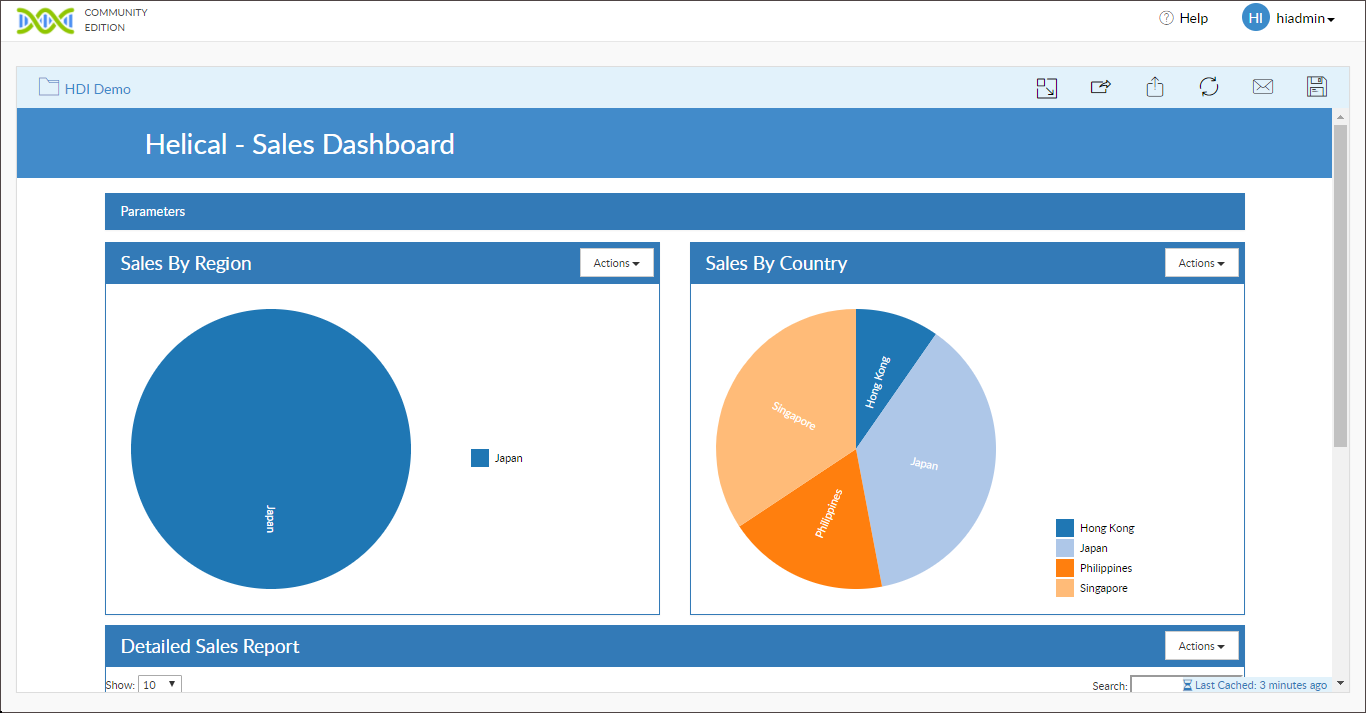 COMMUNITY
EDITION
? Help
HI hiadmin
HDI Demo
Helical - Sales Dashboard
Parameters
Sales By Region
Actions
Japan
Japan
Sales By Country
Actions
Hong Kong
Japan
Philippines
Singapore
Hong Kong
Japan
Philippines
Singapore
Detailed Sales Report
Actions
Show: 10
Search:
Last Cached: 3 minutes ago